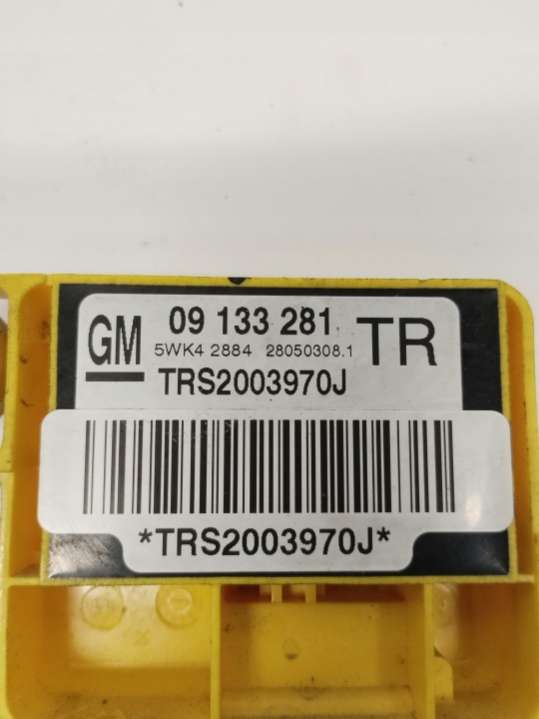 GM
09 133 281
TR
5WK4 2884 28050308.1
TRS2003970J
*TRS2003970J*